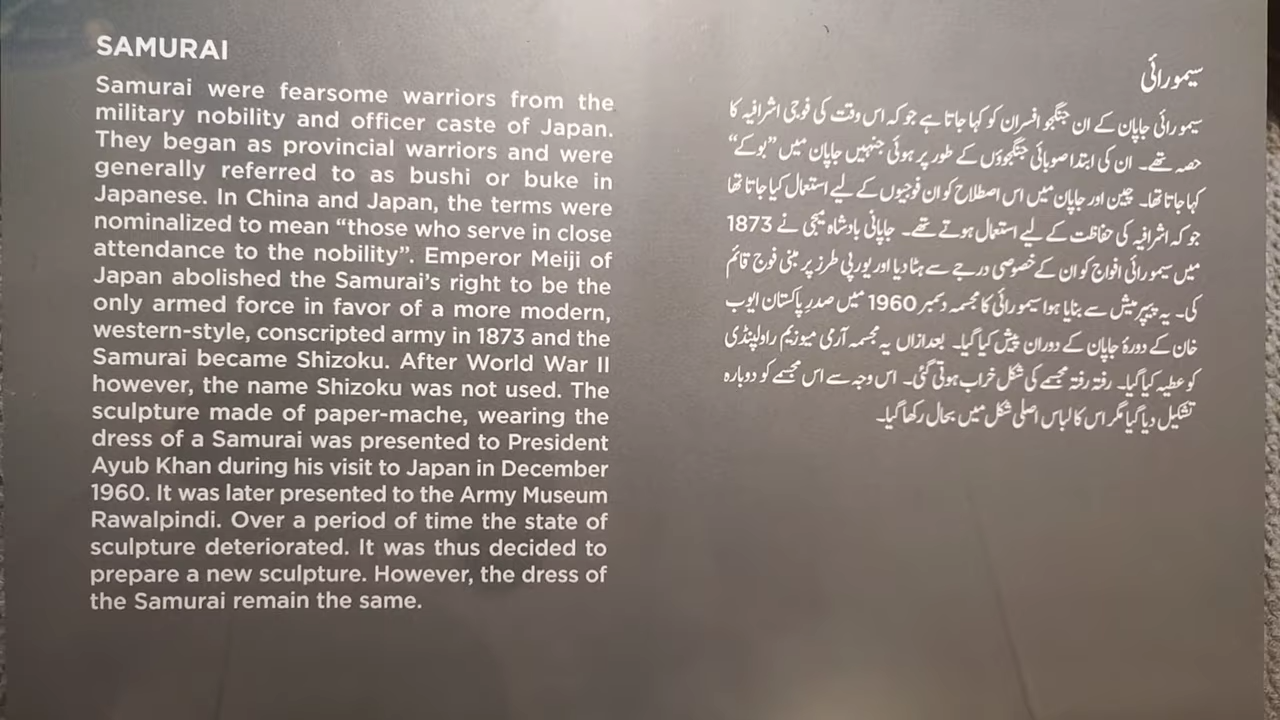 SAMURAI
Samurai were fearsome warriors from the
military nobility and officer caste of Japan.
They began as provincial warriors and were
generally referred to as bushi or buke in
Japanese. In China and Japan, the terms were
nominalized to mean “those who serve in close
attendance to the nobility”. Emperor Meiji of
Japan abolished the Samurai’s right to be the
only armed force in favor of a more modern,
western-style, conscripted army in 1873 and the
Samurai became Shizoku. After World War II
however, the name Shizoku was not used. The
sculpture made of paper-mache, wearing the
dress of a Samurai was presented to President
Ayub Khan during his visit to Japan in December
1960. It was later presented to the Army Museum
Rawalpindi. Over a period of time the state of
sculpture deteriorated. It was thus decided to
prepare a new sculpture. However, the dress of
the Samurai remain the same.
سیمورائی
سیمورائی جاپان کے ان جنگجو افسران کو کہا جاتا ہے جو کہ اس وقت کی فوجی اشرافیہ کا
حصہ تھے۔ ان کی ابتدا صوبائی جنگجوؤں کے طور پر ہوئی جنہیں جاپان میں ”بوکے“
کہا جاتا تھا۔ چین اور جاپان میں اس اصطلاح کو ان فوجیوں کے لیے استعمال کیا جاتا تھا
جو کہ اشرافیہ کی حفاظت کے لیے استعمال ہوتے تھے۔ جاپانی بادشاہ میجی نے 1873
میں سیمورائی افواج کو ان کے خصوصی درجے سے ہٹا دیا اور یورپی طرز پر مبنی فوج قائم
کی۔ یہ پیپر میش سے بنایا ہوا سیمورائی کا مجسمہ دسمبر 1960 میں صدرِ پاکستان ایوب
خان کے دورۂ جاپان کے دوران پیش کیا گیا۔ بعدازاں یہ مجسمہ آرمی میوزیم راولپنڈی
کو عطیہ کیا گیا۔ رفتہ رفتہ مجسمے کی شکل خراب ہوتی گئی۔ اس وجہ سے اس مجسمے کو دوبارہ
تشکیل دیا گیا مگر اس کا لباس اصلی شکل میں بحال رکھا گیا۔